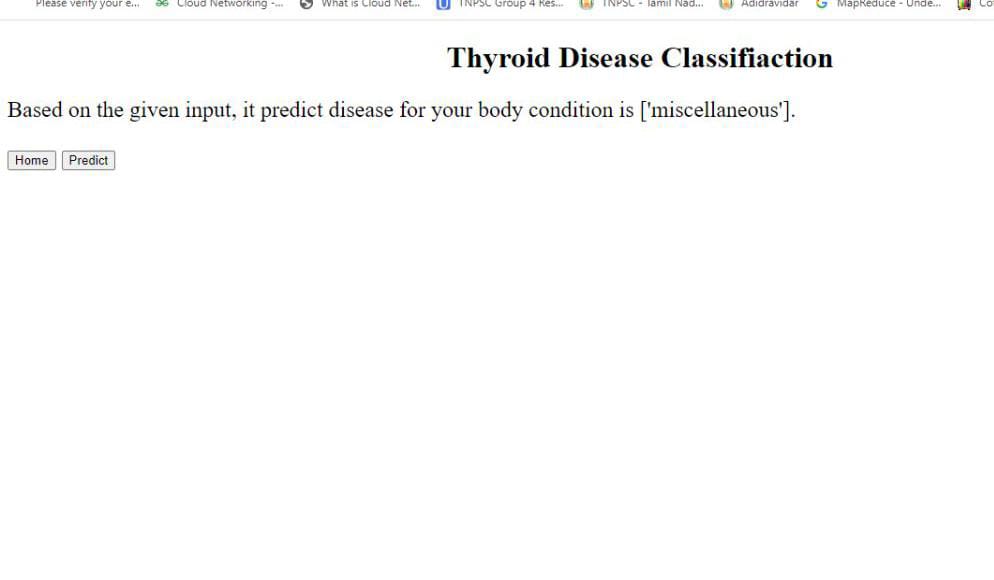 Please verify your e... Cloud Networking -... What is Cloud Net... TNPSC Group 4 Res... TNPSC - Tamil Nad... Adidravidar MapReduce - Unde... Co
Thyroid Disease Classifiaction
Based on the given input, it predict disease for your body condition is ['miscellaneous'].
Home Predict